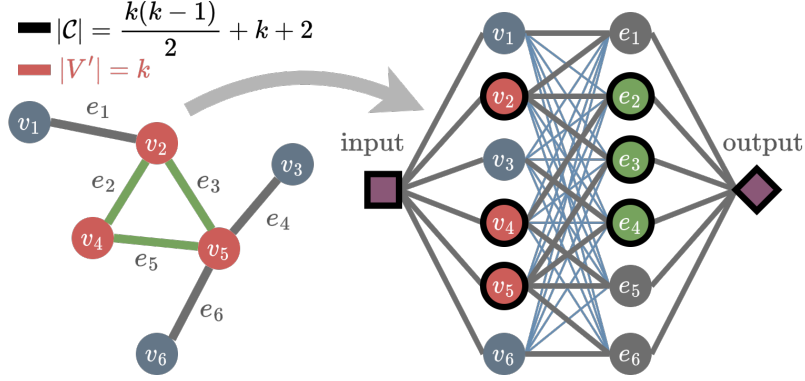 |𝒞| = k(k−1)/2 + k + 2
|V′| = k
v₁
e₁
v₂
e₂
e₃
v₃
e₄
v₄
e₅
v₅
e₆
v₆
input
v₁
v₂
v₃
v₄
v₅
v₆
e₁
e₂
e₃
e₄
e₅
e₆
output